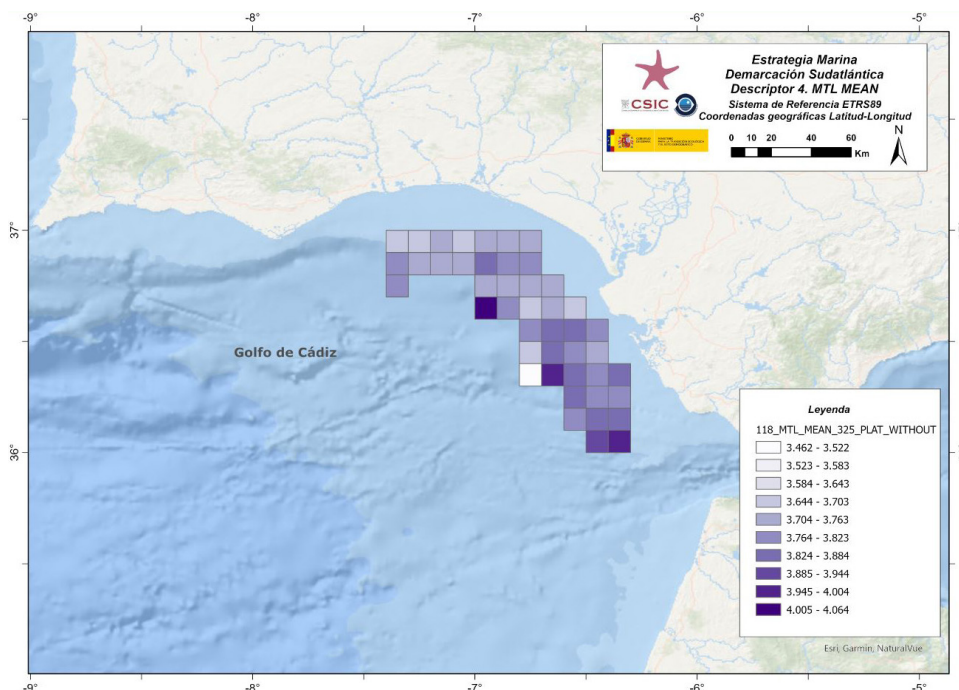 -9°
-8°
-7°
-6°
-5°
Estrategia Marina
Demarcación Sudatlántica
Descriptor 4. MTL MEAN
Sistema de Referencia ETRS89
Coordenadas geográficas Latitud-Longitud
CSIC
0 10 20 40 60
Km
N
37°
37°
Golfo de Cádiz
36°
36°
Leyenda
118_MTL_MEAN_325_PLAT_WITHOUT
3.462 - 3.522
3.523 - 3.583
3.584 - 3.643
3.644 - 3.703
3.704 - 3.763
3.764 - 3.823
3.824 - 3.884
3.885 - 3.944
3.945 - 4.004
4.005 - 4.064
Esri, Garmin, NaturalVue
-9°
-8°
-7°
-6°
-5°